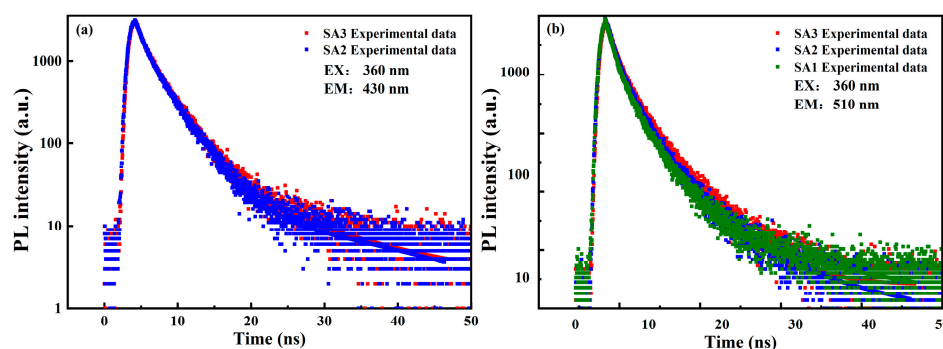 (a)
SA3 Experimental data
SA2 Experimental data
EX： 360 nm
EM：430 nm
PL intensity (a.u.)
1000
100
10
1
0 10 20 30 40 50
Time (ns)
(b)
SA3 Experimental data
SA2 Experimental data
SA1 Experimental data
EX： 360 nm
EM：510 nm
PL intensity (a.u.)
1000
100
10
0 10 20 30 40 50
Time (ns)